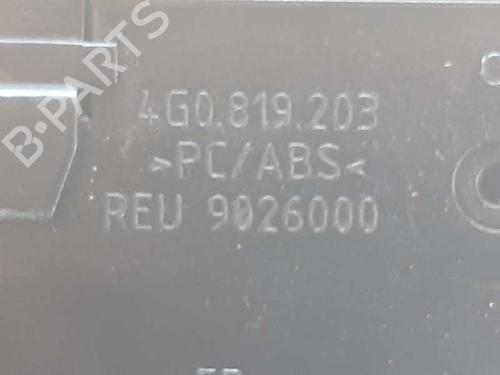 B-PARTS
4G0.819.203
>PC/ABS<
REU 9026000